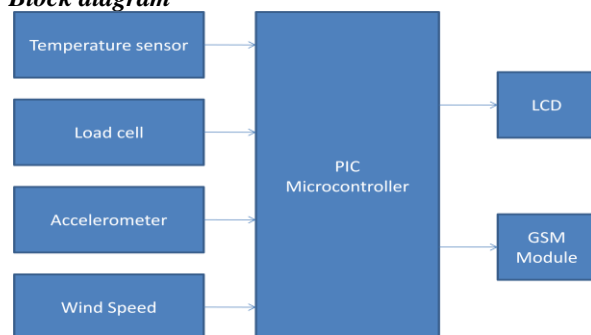 Block diagram
Temperature sensor
Load cell
Accelerometer
Wind Speed
PIC
Microcontroller
LCD
GSM
Module